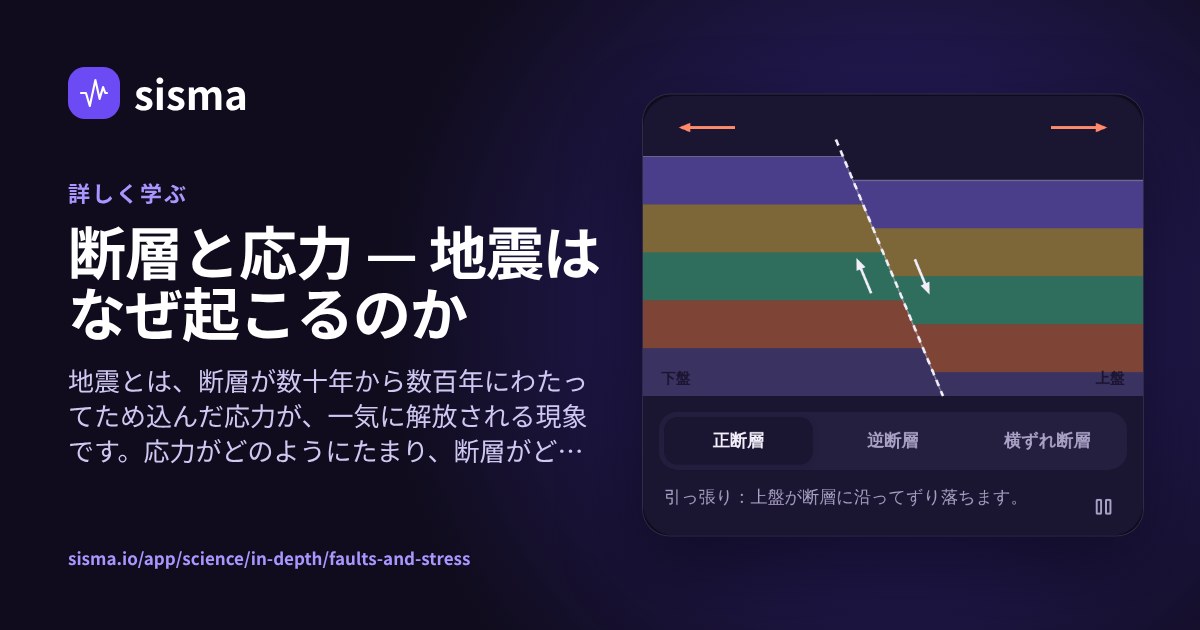 sisma
詳しく学ぶ
断層と応力 — 地震は
なぜ起こるのか
地震とは、断層が数十年から数百年にわたっ
てため込んだ応力が、一気に解放される現象
です。応力がどのようにたまり、断層がど…
sisma.io/app/science/in-depth/faults-and-stress
下盤
上盤
正断層
逆断層
横ずれ断層
引っ張り：上盤が断層に沿ってずり落ちます。